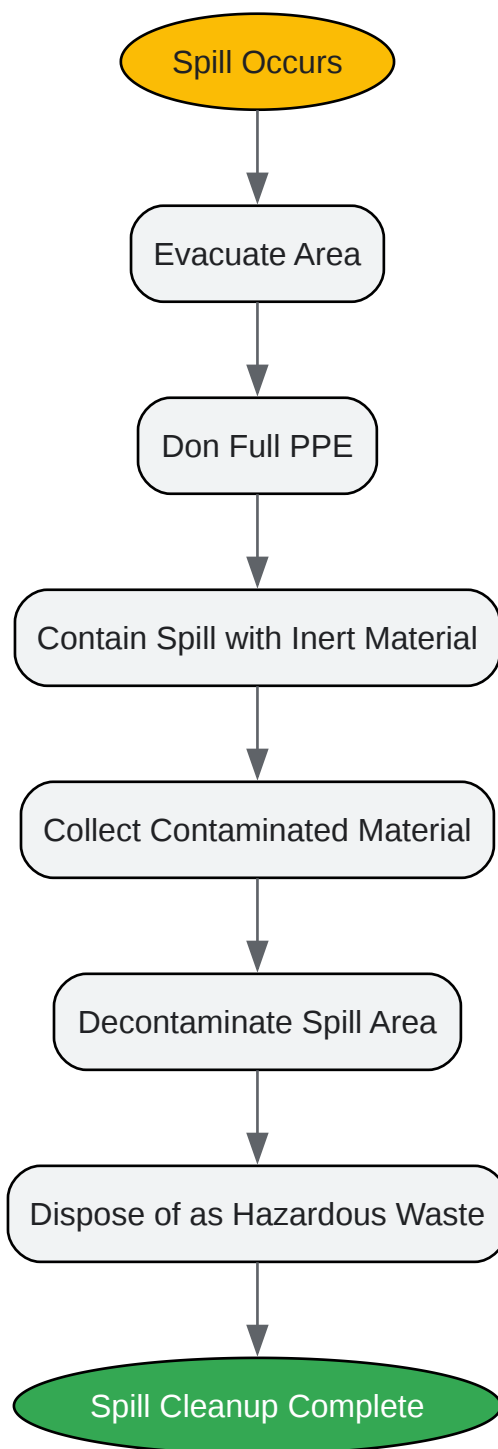 Spill Occurs
Evacuate Area
Don Full PPE
Contain Spill with Inert Material
Collect Contaminated Material
Decontaminate Spill Area
Dispose of as Hazardous Waste
Spill Cleanup Complete